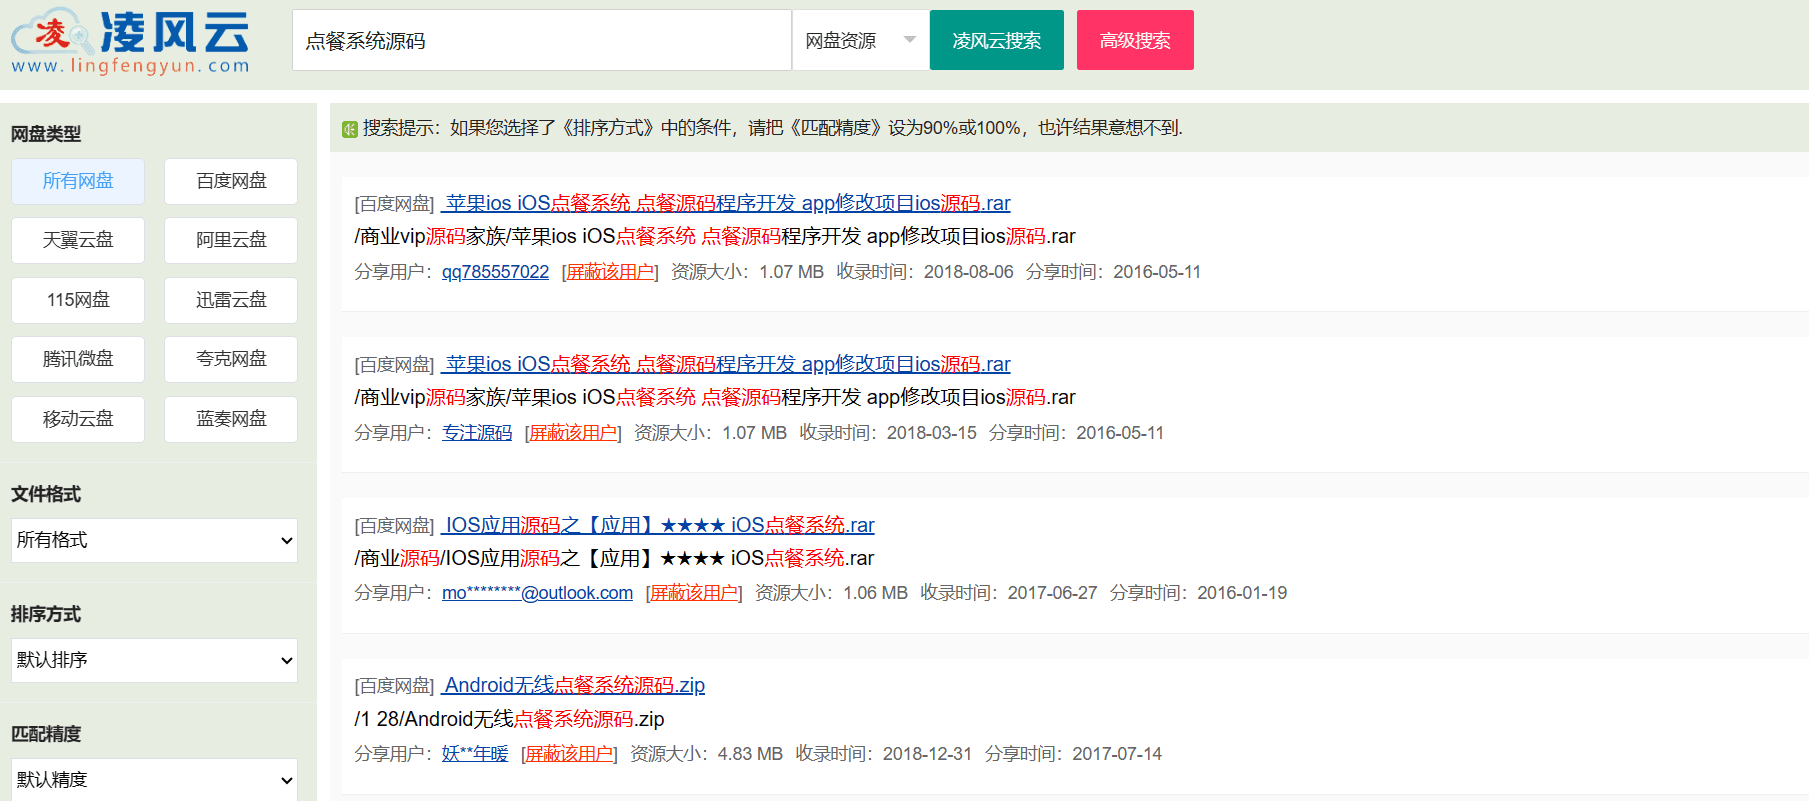 凌 凌风云
www.lingfengyun.com
点餐系统源码
网盘资源
凌风云搜索
高级搜索
网盘类型
所有网盘 百度网盘
天翼云盘 阿里云盘
115网盘 迅雷云盘
腾讯微盘 夸克网盘
移动云盘 蓝奏网盘
文件格式
所有格式
排序方式
默认排序
匹配精度
默认精度
搜索提示：如果您选择了《排序方式》中的条件，请把《匹配精度》设为90%或100%，也许结果意想不到.
[百度网盘] 苹果ios iOS点餐系统 点餐源码程序开发 app修改项目ios源码.rar
/商业vip源码家族/苹果ios iOS点餐系统 点餐源码程序开发 app修改项目ios源码.rar
分享用户：qq785557022 [屏蔽该用户] 资源大小：1.07 MB 收录时间：2018-08-06 分享时间：2016-05-11
[百度网盘] 苹果ios iOS点餐系统 点餐源码程序开发 app修改项目ios源码.rar
/商业vip源码家族/苹果ios iOS点餐系统 点餐源码程序开发 app修改项目ios源码.rar
分享用户：专注源码 [屏蔽该用户] 资源大小：1.07 MB 收录时间：2018-03-15 分享时间：2016-05-11
[百度网盘] IOS应用源码之【应用】★★★★ iOS点餐系统.rar
/商业源码/IOS应用源码之【应用】★★★★ iOS点餐系统.rar
分享用户：mo********@outlook.com [屏蔽该用户] 资源大小：1.06 MB 收录时间：2017-06-27 分享时间：2016-01-19
[百度网盘] Android无线点餐系统源码.zip
/1 28/Android无线点餐系统源码.zip
分享用户：妖**年暖 [屏蔽该用户] 资源大小：4.83 MB 收录时间：2018-12-31 分享时间：2017-07-14